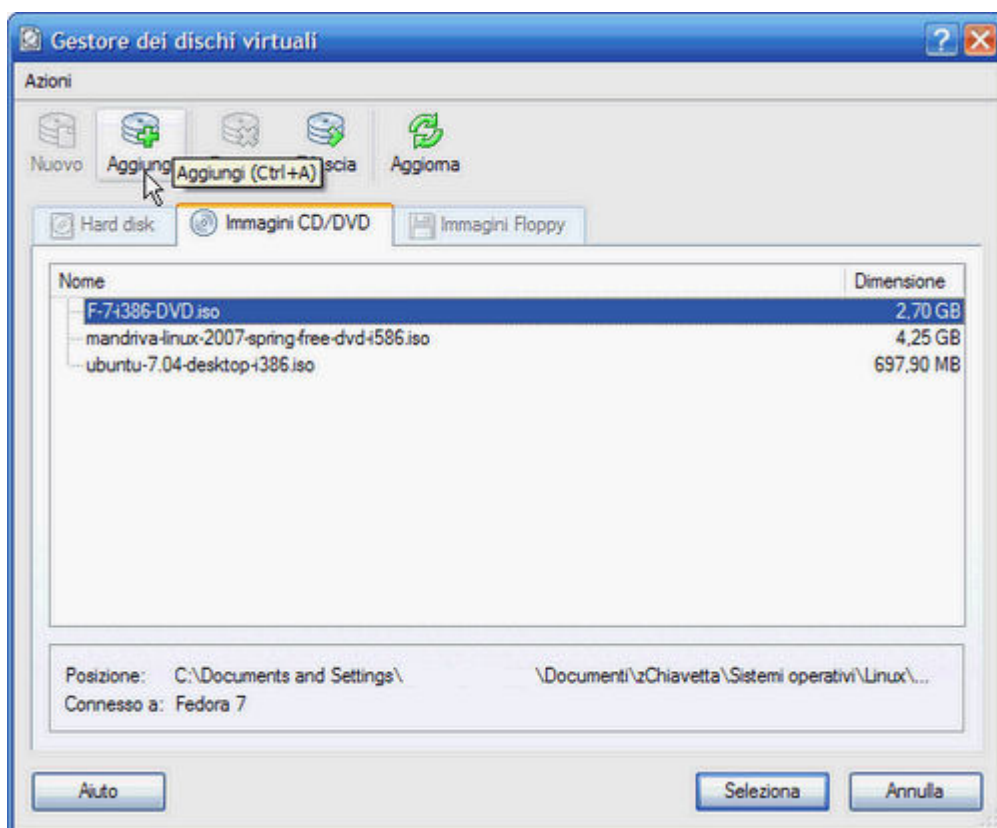 Gestore dei dischi virtuali
Azioni
Nuovo Aggiungi Aggiorna
Aggiungi (Ctrl+A)
Hard disk Immagini CD/DVD Immagini Floppy
Nome Dimensione
F-7-i386-DVD.iso 2,70 GB
mandriva-linux-2007-spring-free-dvd-i586.iso 4,25 GB
ubuntu-7.04-desktop-i386.iso 697,90 MB
Posizione: C:\Documents and Settings\ \Documenti\zChiavetta\Sistemi operativi\Linux\...
Connesso a: Fedora 7
Aiuto Seleziona Annulla